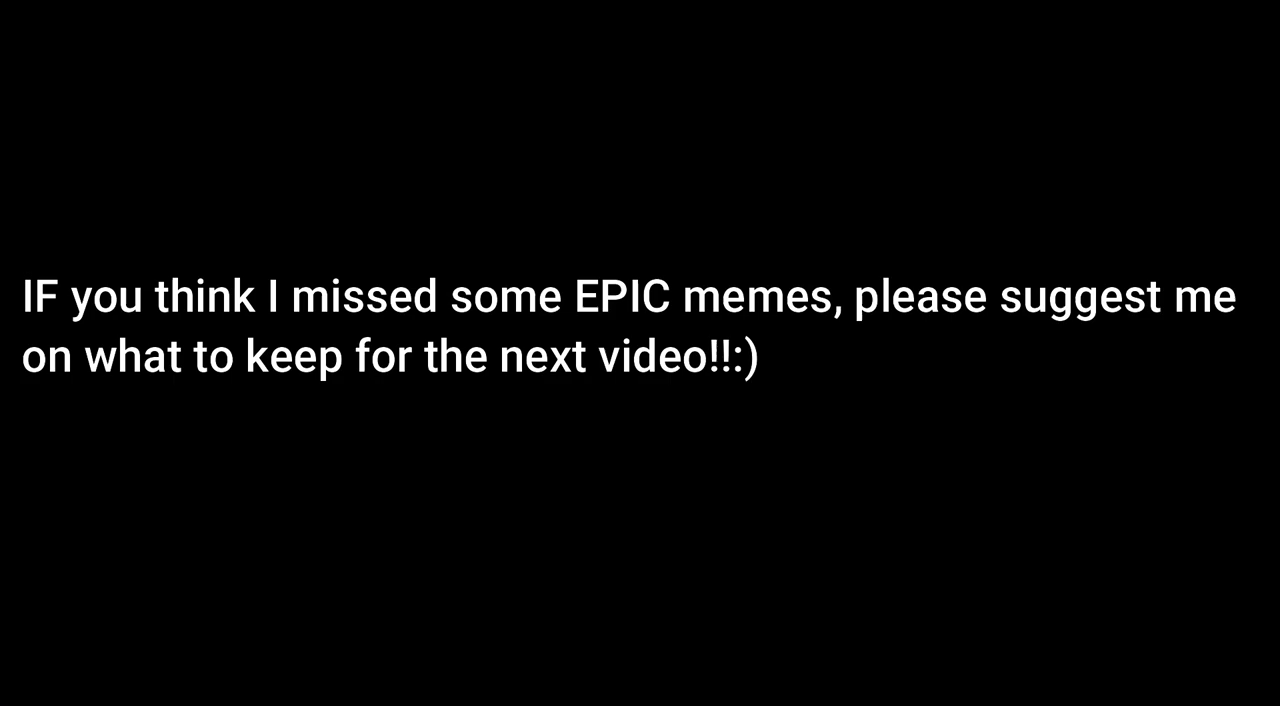 IF you think I missed some EPIC memes, please suggest me
on what to keep for the next video!!:)